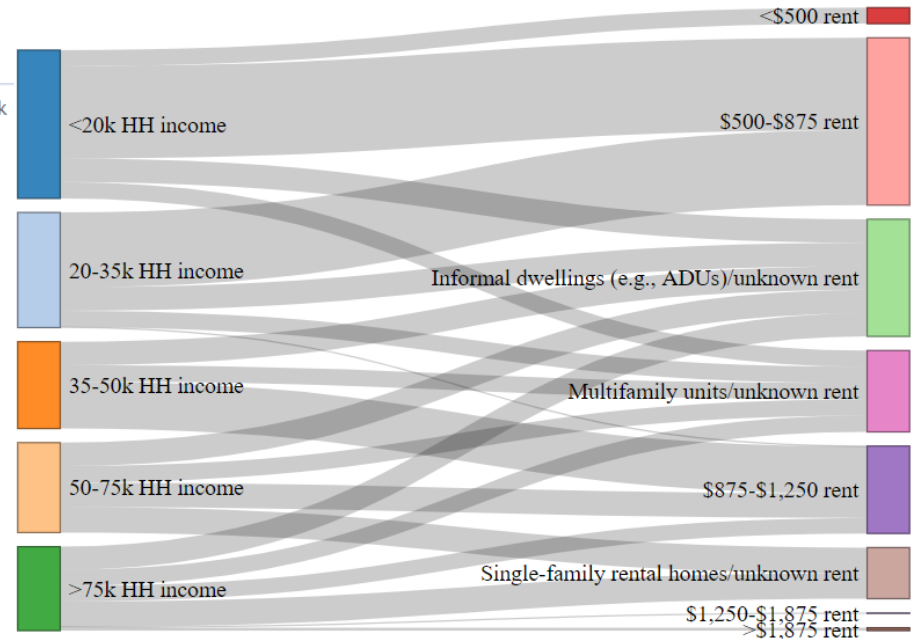 k
<20k HH income
20-35k HH income
35-50k HH income
50-75k HH income
>75k HH income
<$500 rent
$500-$875 rent
Informal dwellings (e.g., ADUs)/unknown rent
Multifamily units/unknown rent
$875-$1,250 rent
Single-family rental homes/unknown rent
$1,250-$1,875 rent
>$1,875 rent